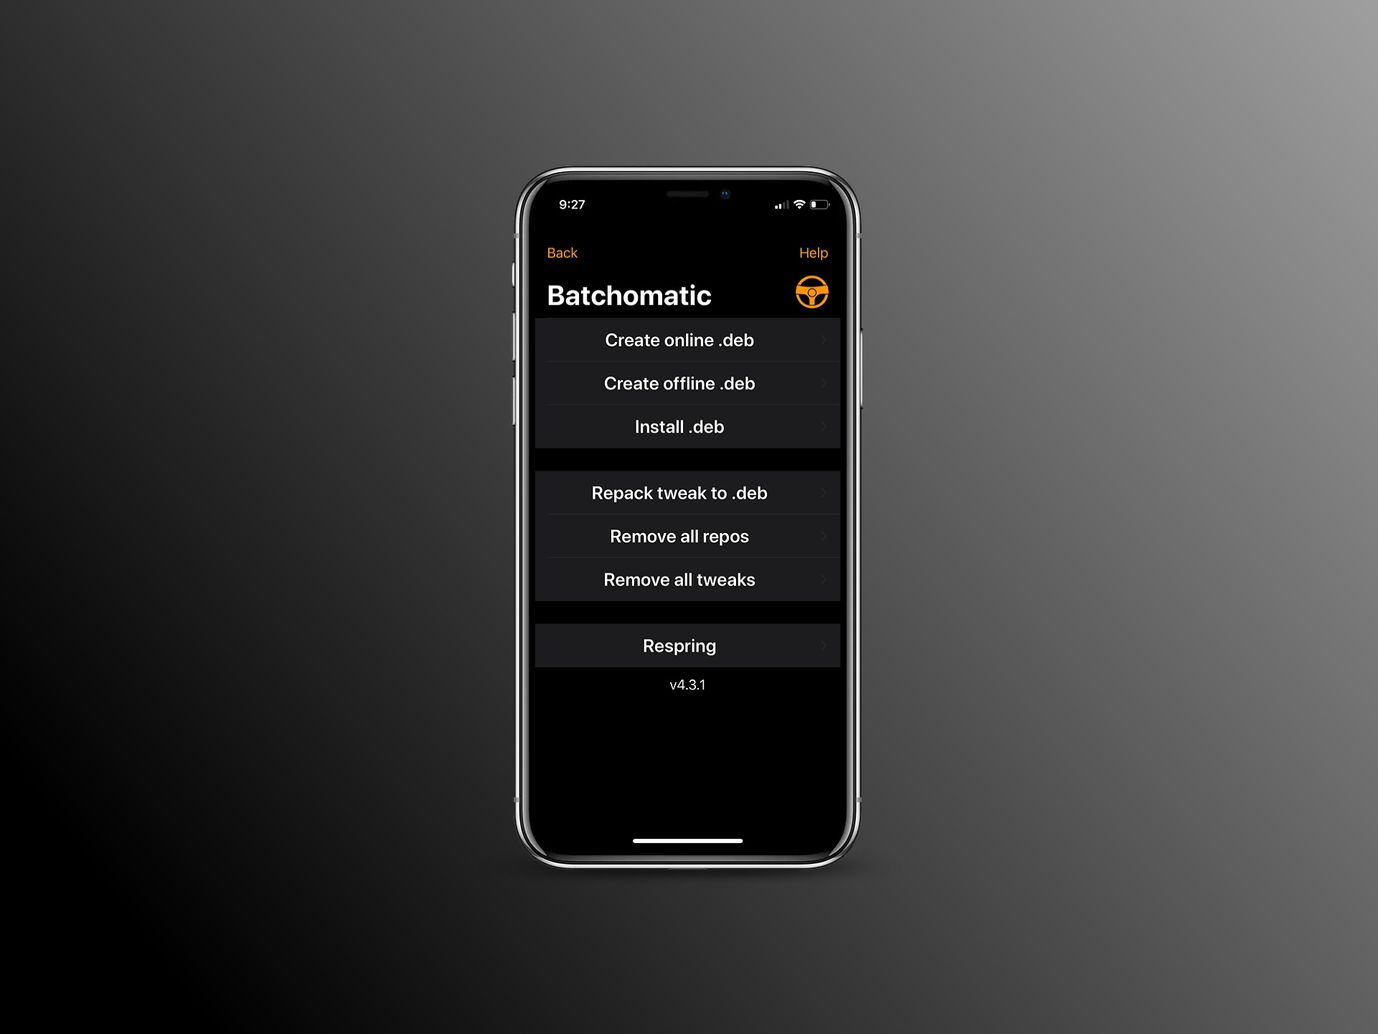 9:27
Back Help
Batchomatic
Create online .deb
Create offline .deb
Install .deb
Repack tweak to .deb
Remove all repos
Remove all tweaks
Respring
v4.3.1